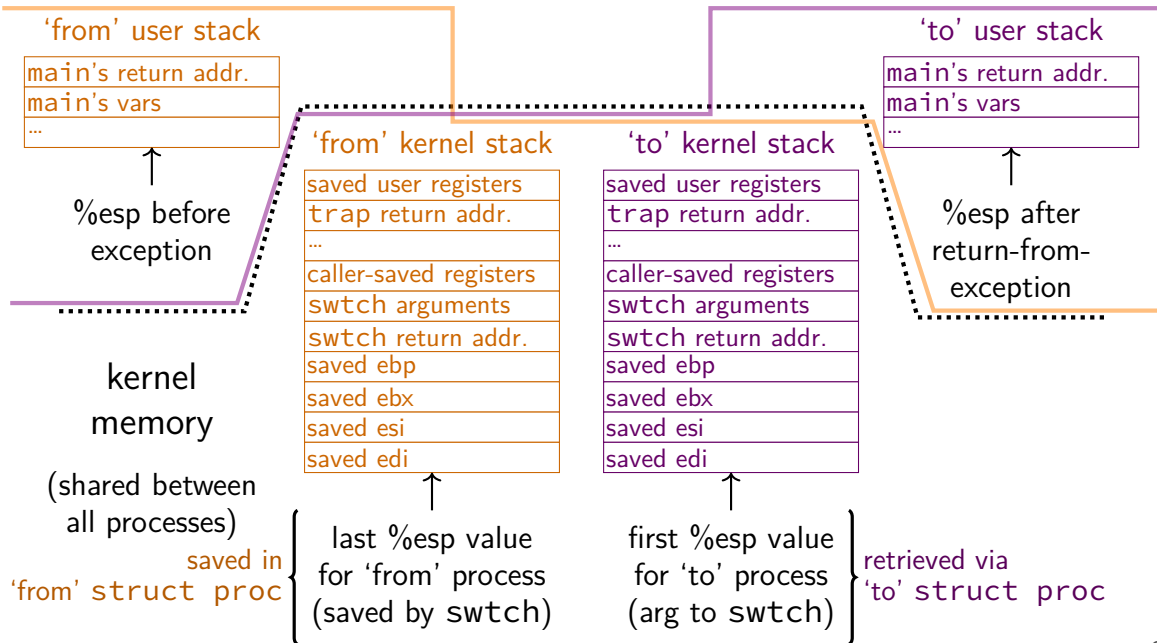 ‘from’ user stack
main's return addr.
main's vars
...
%esp before
exception
‘to’ user stack
main's return addr.
main's vars
...
%esp after
return-from-
exception
‘from’ kernel stack
saved user registers
trap return addr.
...
caller-saved registers
swtch arguments
swtch return addr.
saved ebp
saved ebx
saved esi
saved edi
‘to’ kernel stack
saved user registers
trap return addr.
...
caller-saved registers
swtch arguments
swtch return addr.
saved ebp
saved ebx
saved esi
saved edi
kernel
memory
(shared between
all processes)
saved in
‘from’ struct proc
last %esp value
for ‘from’ process
(saved by swtch)
first %esp value
for ‘to’ process
(arg to swtch)
retrieved via
‘to’ struct proc